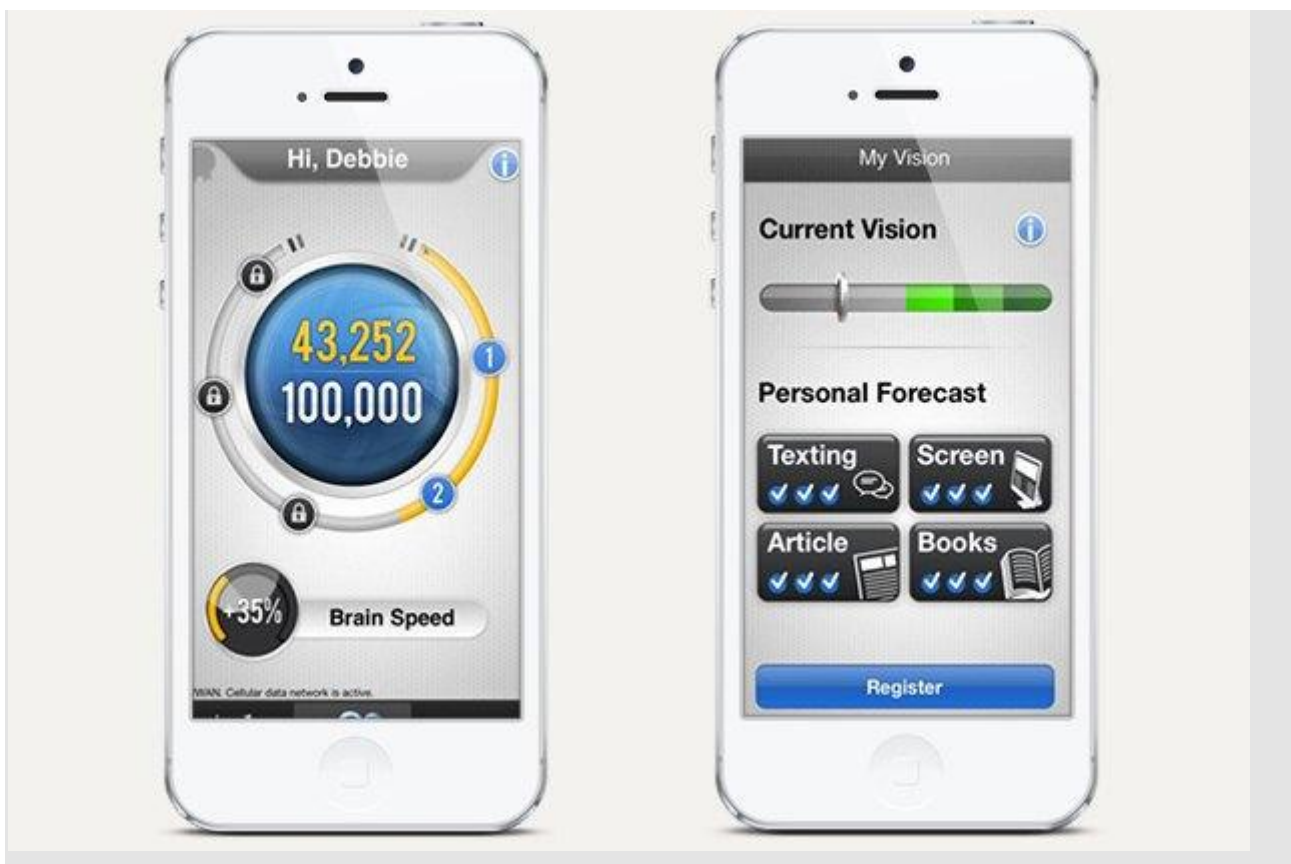 Hi, Debbie
43,252
100,000
1
2
+35%
Brain Speed
WAN. Cellular data network is active.
My Vision
Current Vision
Personal Forecast
Texting
Screen
Article
Books
Register